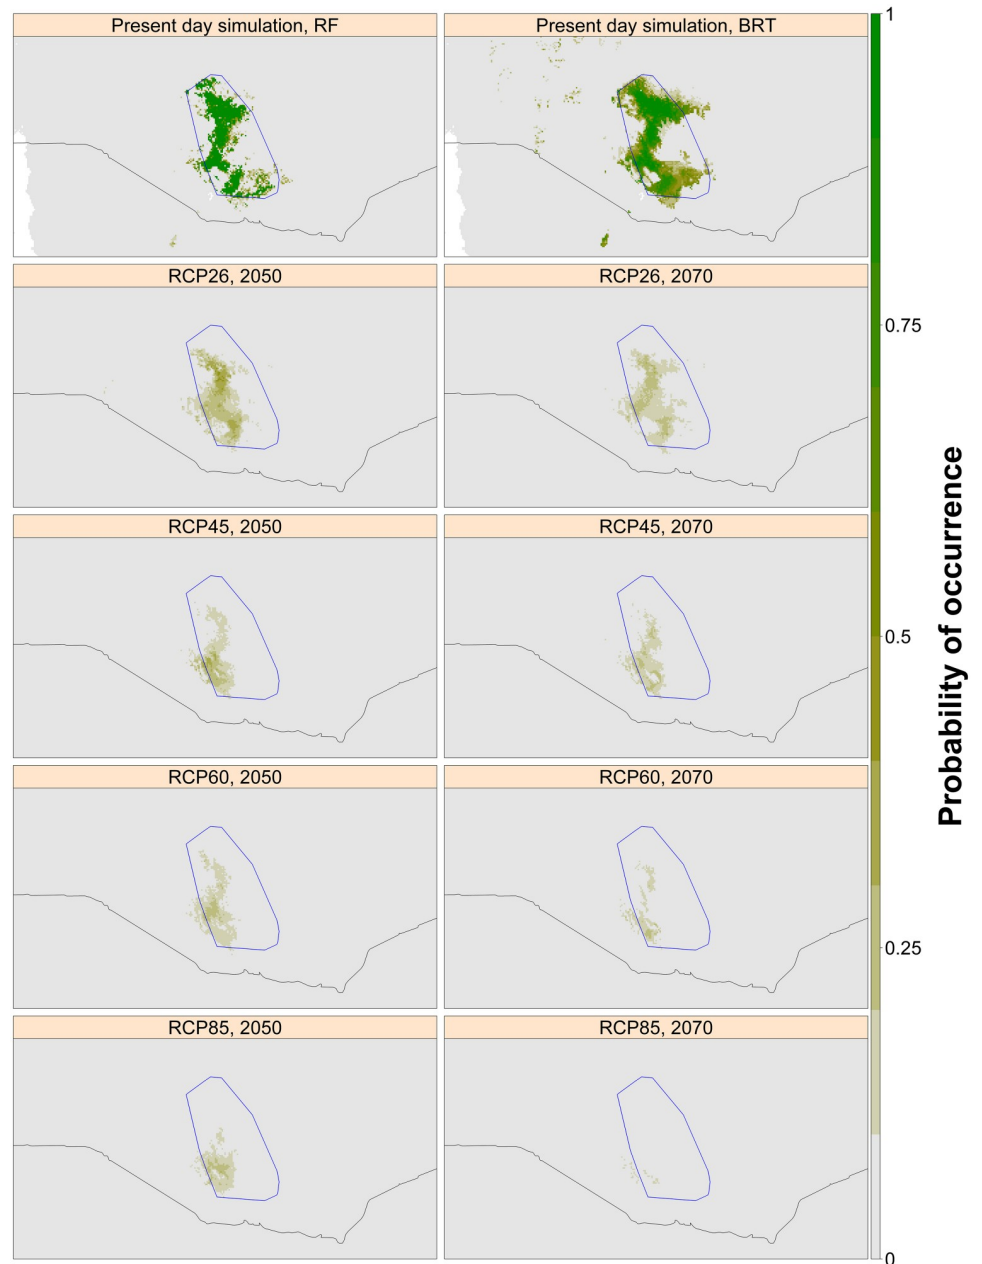 Present day simulation, RF
Present day simulation, BRT
RCP26, 2050
RCP26, 2070
RCP45, 2050
RCP45, 2070
RCP60, 2050
RCP60, 2070
RCP85, 2050
RCP85, 2070
1
0.75
0.5
0.25
0
Probability of occurrence